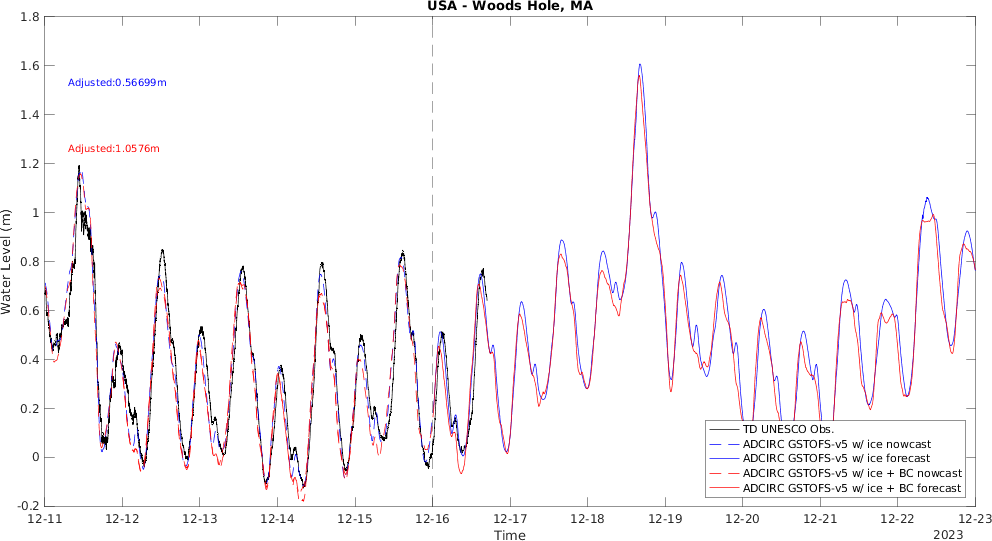 USA - Woods Hole, MA
1.8
1.6
1.4
1.2
1
0.8
0.6
0.4
0.2
0
-0.2
Water Level (m)
Adjusted:0.56699m
Adjusted:1.0576m
TD UNESCO Obs.
ADCIRC GSTOFS-v5 w/ ice nowcast
ADCIRC GSTOFS-v5 w/ ice forecast
ADCIRC GSTOFS-v5 w/ ice + BC nowcast
ADCIRC GSTOFS-v5 w/ ice + BC forecast
12-11 12-12 12-13 12-14 12-15 12-16 12-17 12-18 12-19 12-20 12-21 12-22 12-23
Time
2023